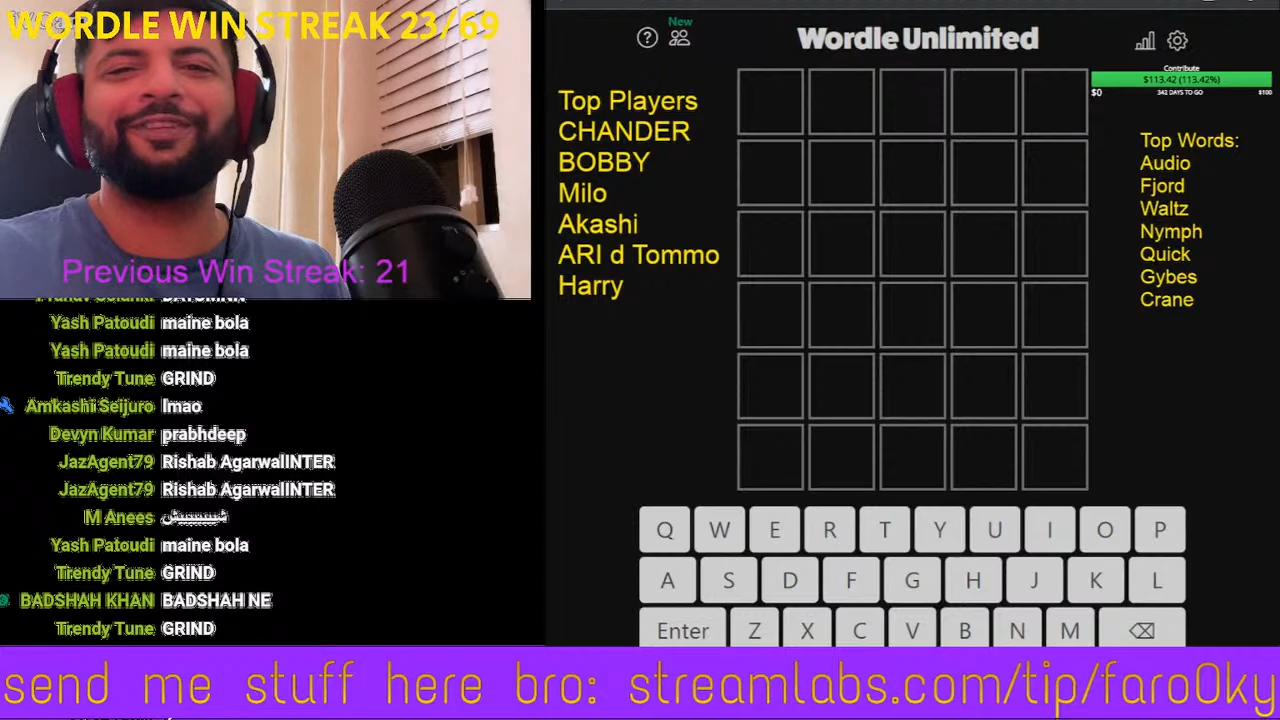 WORDLE WIN STREAK 23/69
Previous Win Streak: 21
Yash Patoudi maine bola
Yash Patoudi maine bola
Trendy Tune GRIND
Amkashi Seijuro lmao
Devyn Kumar prabhdeep
JazAgent79 Rishab AgarwalINTER
JazAgent79 Rishab AgarwalINTER
M Anees
Yash Patoudi maine bola
Trendy Tune GRIND
BADSHAH KHAN BADSHAH NE
Trendy Tune GRIND
New
Wordle Unlimited
Top Players
CHANDER
BOBBY
Milo
Akashi
ARI d Tommo
Harry
Contribute
$113.42 (113.42%)
$0 342 DAYS TO GO $100
Top Words:
Audio
Fjord
Waltz
Nymph
Quick
Gybes
Crane
Q W E R T Y U I O P
A S D F G H J K L
Enter Z X C V B N M
send me stuff here bro: streamlabs.com/tip/faro0ky